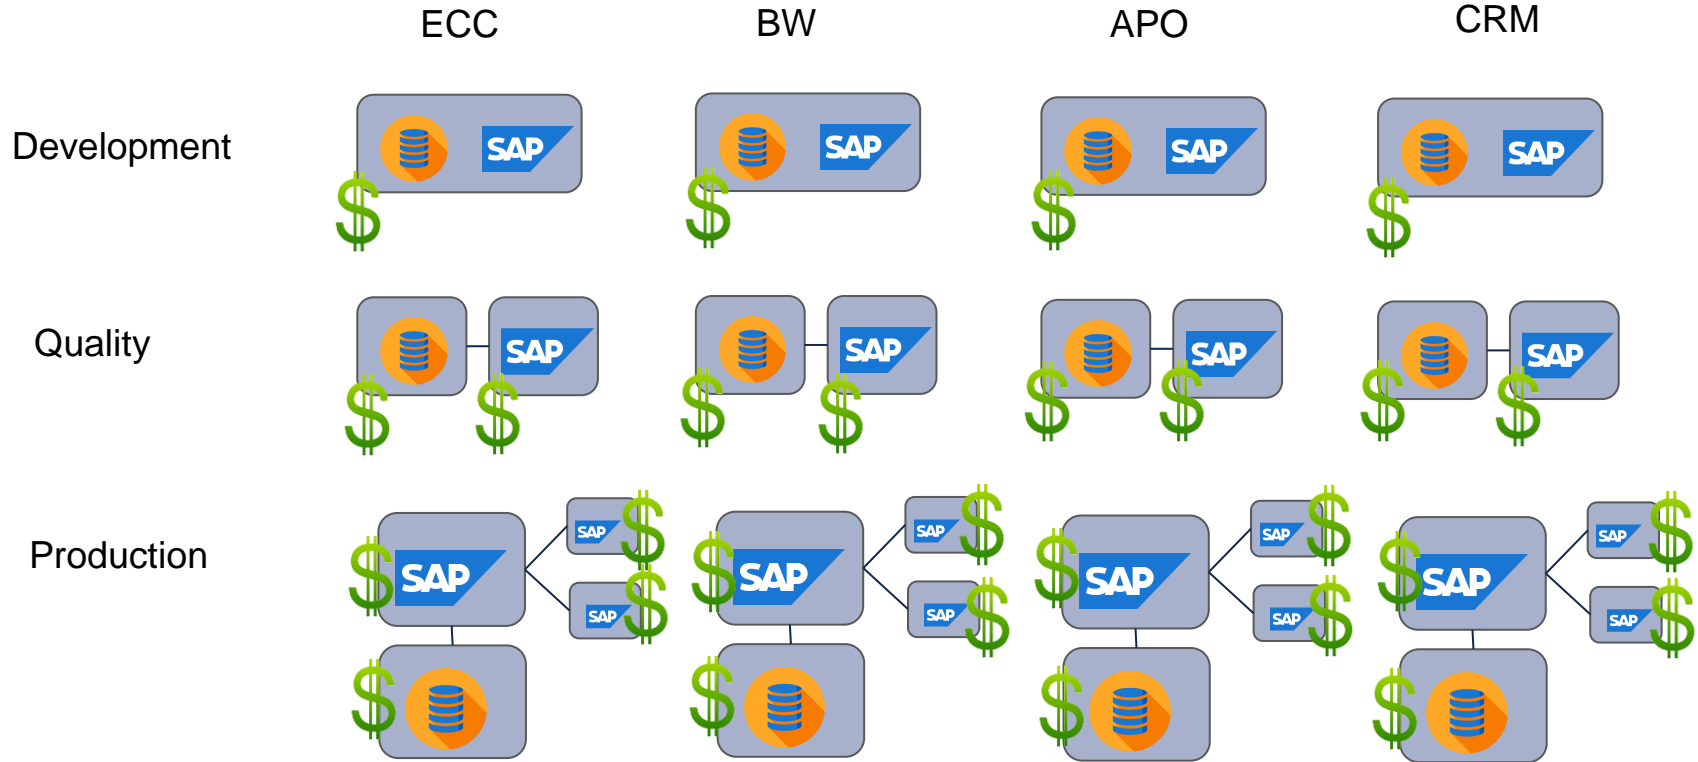 ECC BW APO CRM
Development SAP SAP SAP SAP
Quality SAP SAP SAP SAP
SAP SAP SAP SAP
Production SAP SAP SAP SAP
SAP SAP SAP SAP